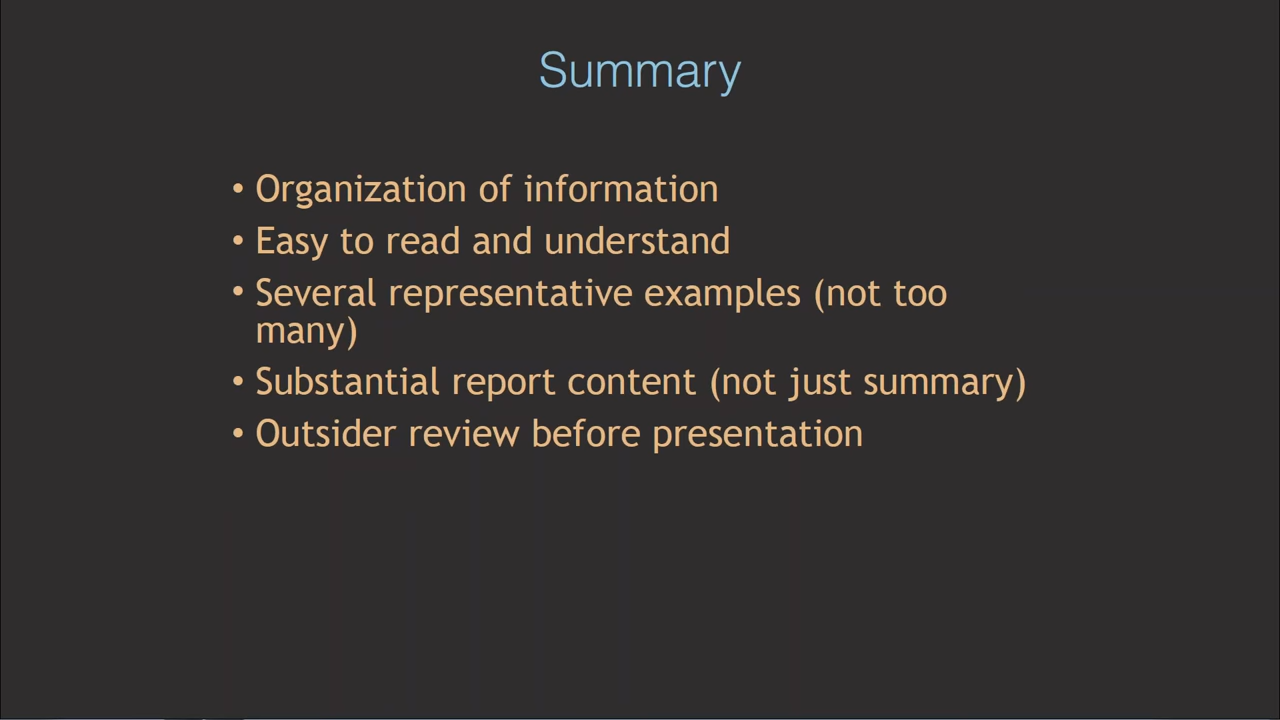 Summary
• Organization of information
• Easy to read and understand
• Several representative examples (not too
many)
• Substantial report content (not just summary)
• Outsider review before presentation